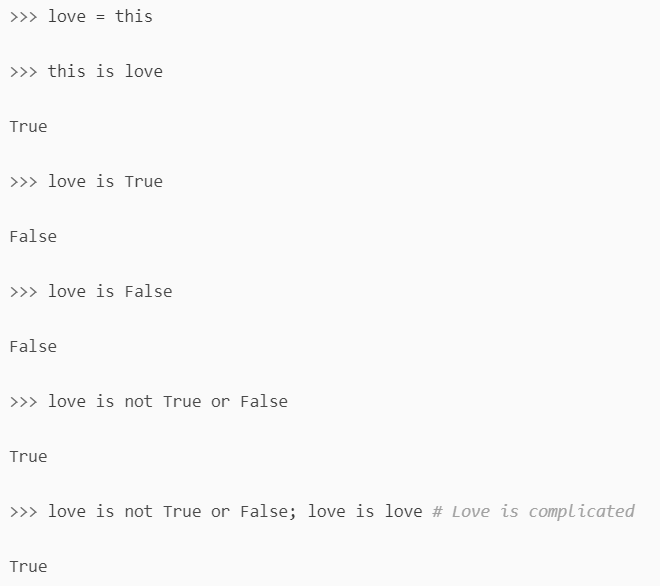 >>> love = this
>>> this is love
True
>>> love is True
False
>>> love is False
False
>>> love is not True or False
True
>>> love is not True or False; love is love # Love is complicated
True